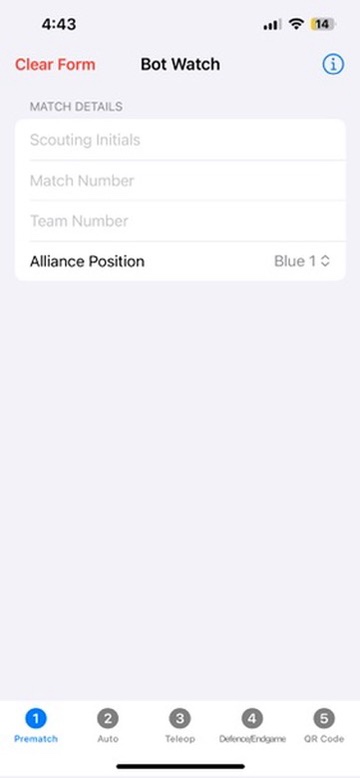 4:43
14
Clear Form
Bot Watch
MATCH DETAILS
Scouting Initials
Match Number
Team Number
Alliance Position
Blue 1
1
2
3
4
5
Prematch
Auto
Teleop
Defence/Endgame
QR Code